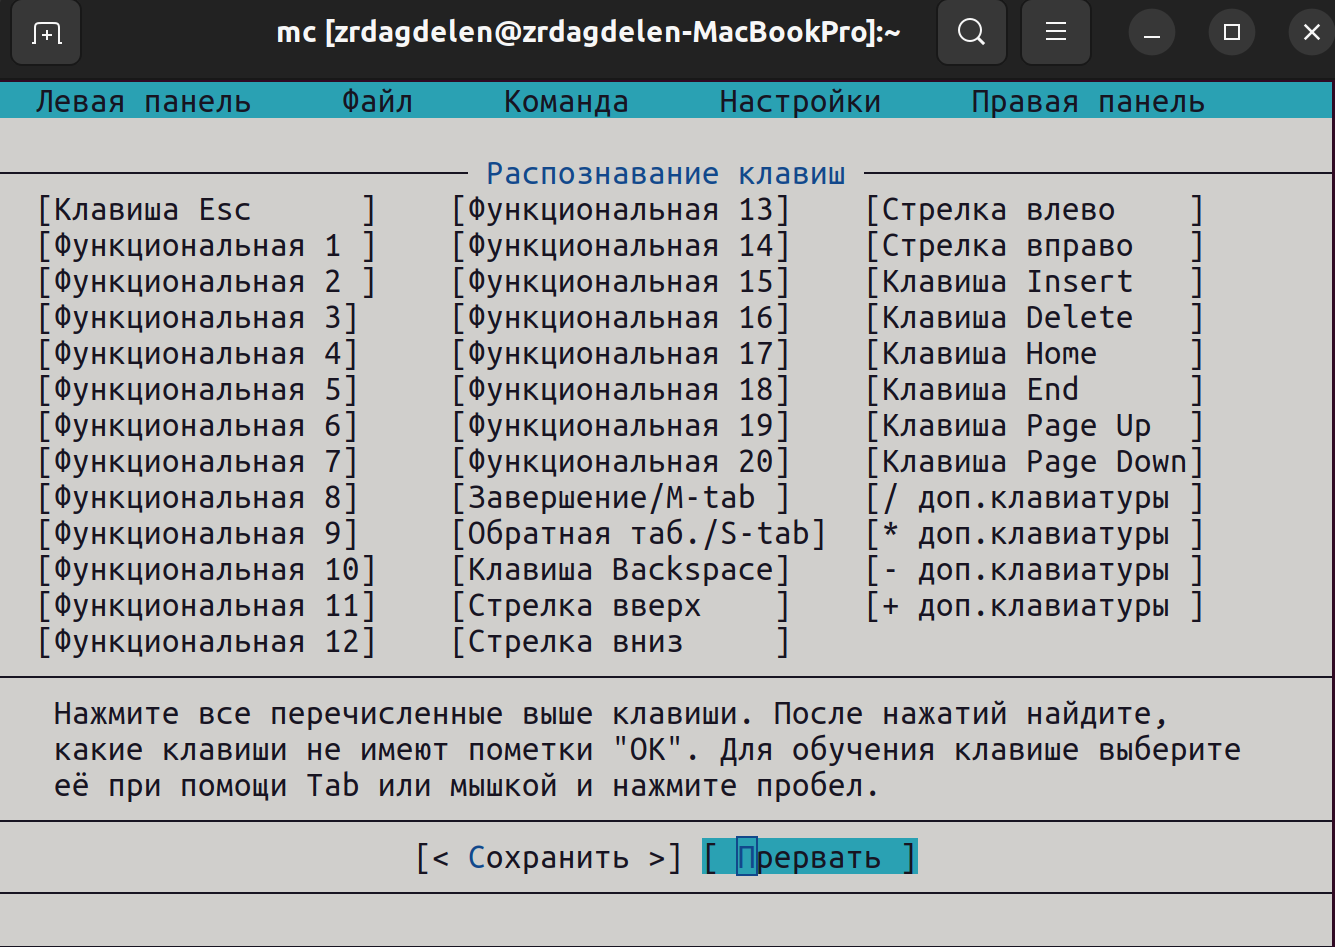 mc [zrdagdelen@zrdagdelen-MacBookPro]:~
Левая панель Файл Команда Настройки Правая панель
Распознавание клавиш
[Клавиша Esc ] [Функциональная 13] [Стрелка влево ]
[Функциональная 1 ] [Функциональная 14] [Стрелка вправо ]
[Функциональная 2 ] [Функциональная 15] [Клавиша Insert ]
[Функциональная 3] [Функциональная 16] [Клавиша Delete ]
[Функциональная 4] [Функциональная 17] [Клавиша Home ]
[Функциональная 5] [Функциональная 18] [Клавиша End ]
[Функциональная 6] [Функциональная 19] [Клавиша Page Up ]
[Функциональная 7] [Функциональная 20] [Клавиша Page Down]
[Функциональная 8] [Завершение/M-tab ] [/ доп.клавиатуры ]
[Функциональная 9] [Обратная таб./S-tab] [* доп.клавиатуры ]
[Функциональная 10] [Клавиша Backspace] [- доп.клавиатуры ]
[Функциональная 11] [Стрелка вверх ] [+ доп.клавиатуры ]
[Функциональная 12] [Стрелка вниз ]
Нажмите все перечисленные выше клавиши. После нажатий найдите,
какие клавиши не имеют пометки "OK". Для обучения клавише выберите
её при помощи Tab или мышкой и нажмите пробел.
[< Сохранить >] [ Прервать ]